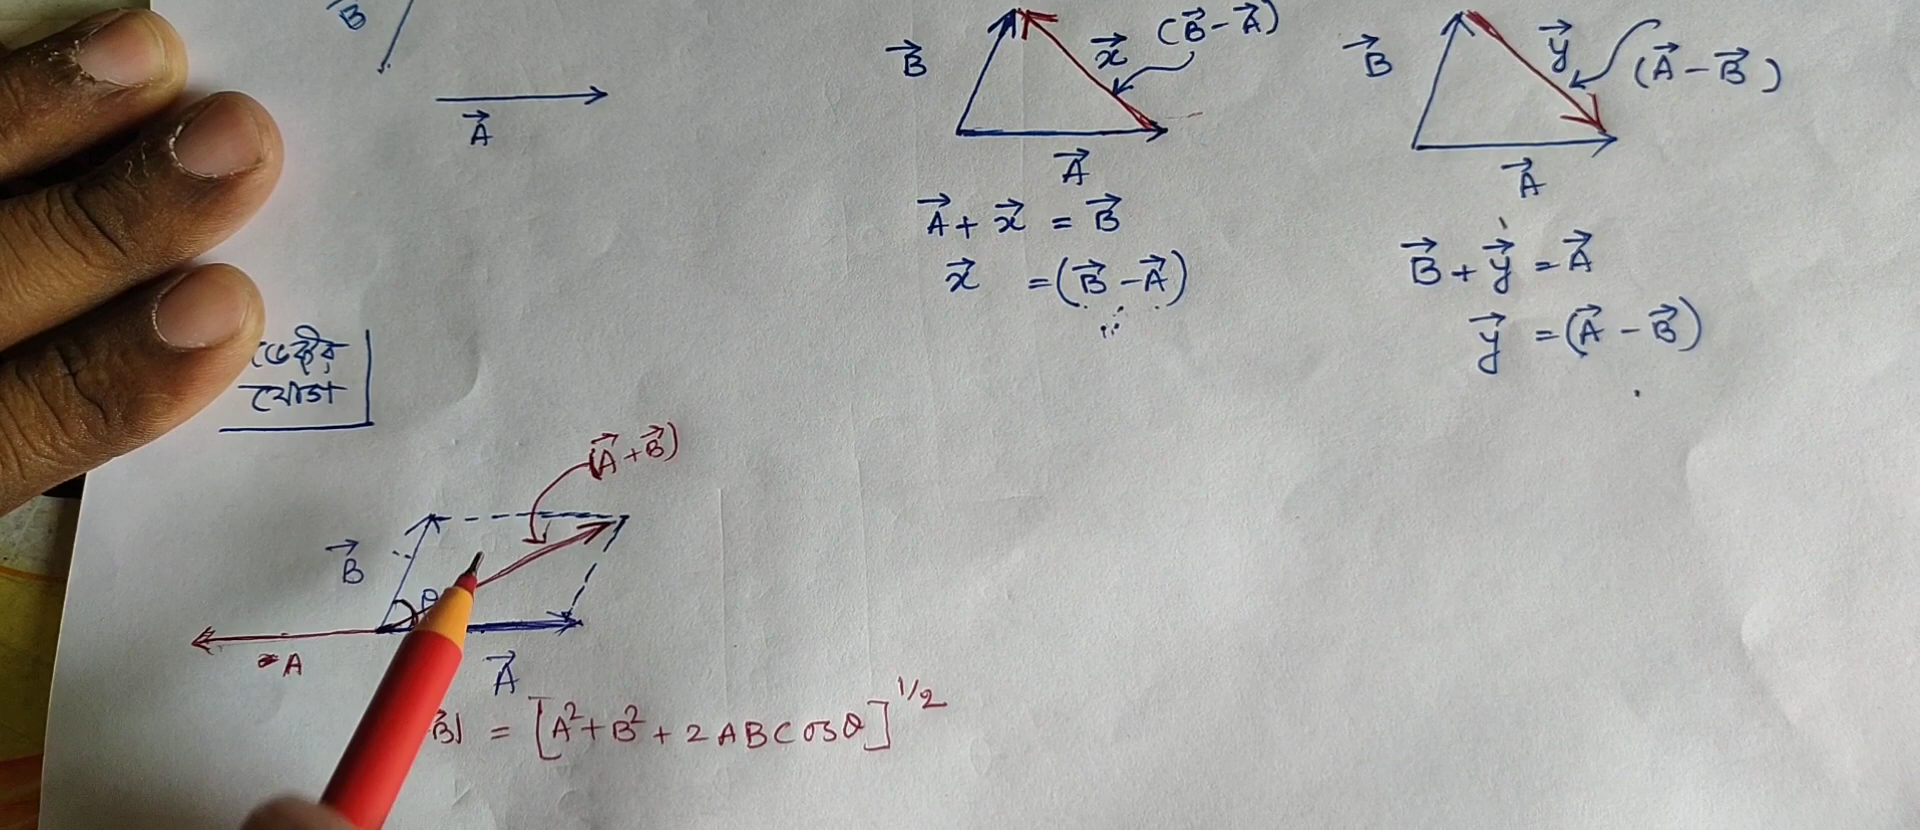 B
A⃗
B⃗
x⃗
(B⃗ - A⃗)
A⃗
A⃗ + x⃗ = B⃗
x⃗ = (B⃗ - A⃗)
B⃗
y⃗
(A⃗ - B⃗)
A⃗
B⃗ + y⃗ = A⃗
y⃗ = (A⃗ - B⃗)
ভেক্টর
যোগ
(A⃗ + B⃗)
B⃗
-A
A⃗
B⃗| = [A² + B² + 2ABCosθ]^1/2